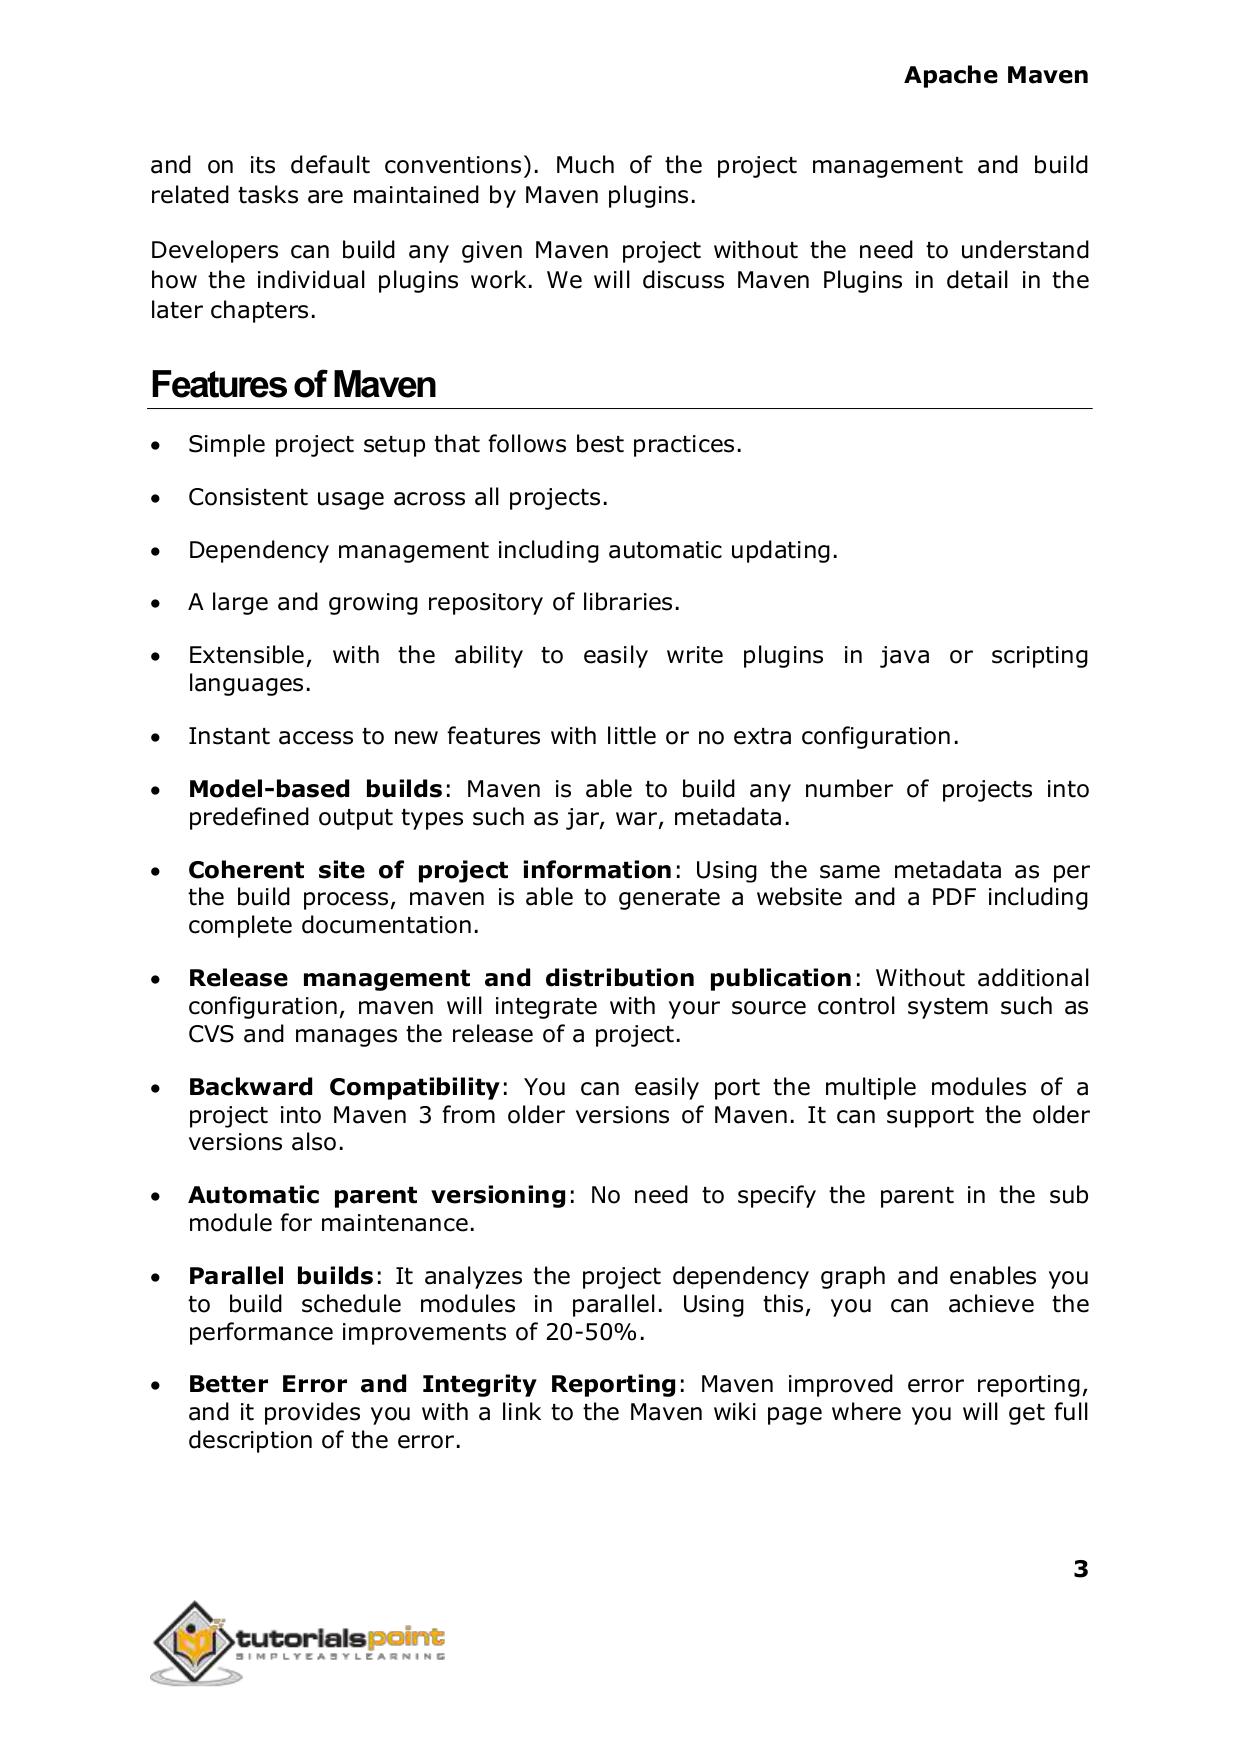 Apache Maven
and on its default conventions). Much of the project management and build
related tasks are maintained by Maven plugins.
Developers can build any given Maven project without the need to understand
how the individual plugins work. We will discuss Maven Plugins in detail in the
later chapters.
Features of Maven
• Simple project setup that follows best practices.
• Consistent usage across all projects.
• Dependency management including automatic updating.
• A large and growing repository of libraries.
• Extensible, with the ability to easily write plugins in java or scripting
languages.
• Instant access to new features with little or no extra configuration.
• Model-based builds: Maven is able to build any number of projects into
predefined output types such as jar, war, metadata.
• Coherent site of project information: Using the same metadata as per
the build process, maven is able to generate a website and a PDF including
complete documentation.
• Release management and distribution publication: Without additional
configuration, maven will integrate with your source control system such as
CVS and manages the release of a project.
• Backward Compatibility: You can easily port the multiple modules of a
project into Maven 3 from older versions of Maven. It can support the older
versions also.
• Automatic parent versioning: No need to specify the parent in the sub
module for maintenance.
• Parallel builds: It analyzes the project dependency graph and enables you
to build schedule modules in parallel. Using this, you can achieve the
performance improvements of 20-50%.
• Better Error and Integrity Reporting: Maven improved error reporting,
and it provides you with a link to the Maven wiki page where you will get full
description of the error.
3
tutorialspoint
SIMPLYEASYLEARNING